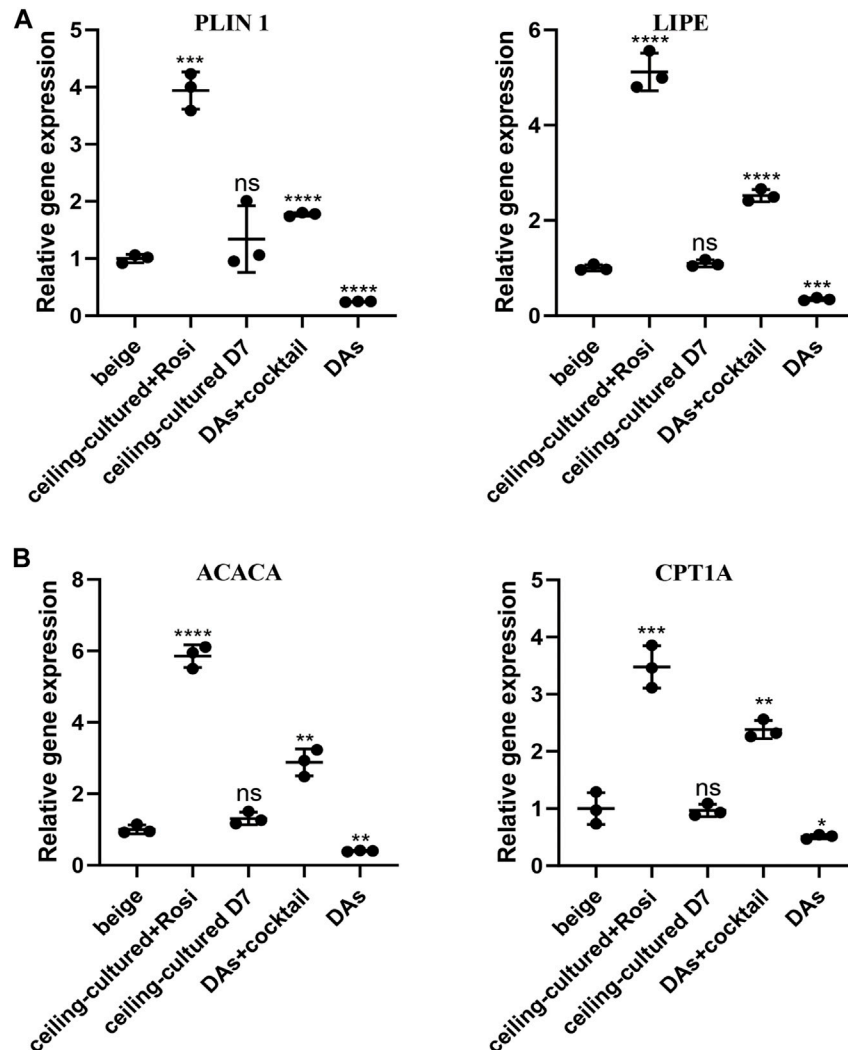 A
PLIN 1
Relative gene expression
5
4
3
2
1
0
***
ns
****
****
beige
ceiling-cultured+Rosi
ceiling-cultured D7
DAs+cocktail
DAs
LIPE
Relative gene expression
6
4
2
0
****
ns
****
***
beige
ceiling-cultured+Rosi
ceiling-cultured D7
DAs+cocktail
DAs
B
ACACA
Relative gene expression
8
6
4
2
0
****
ns
**
**
beige
ceiling-cultured+Rosi
ceiling-cultured D7
DAs+cocktail
DAs
CPT1A
Relative gene expression
5
4
3
2
1
0
***
ns
**
*
beige
ceiling-cultured+Rosi
ceiling-cultured D7
DAs+cocktail
DAs